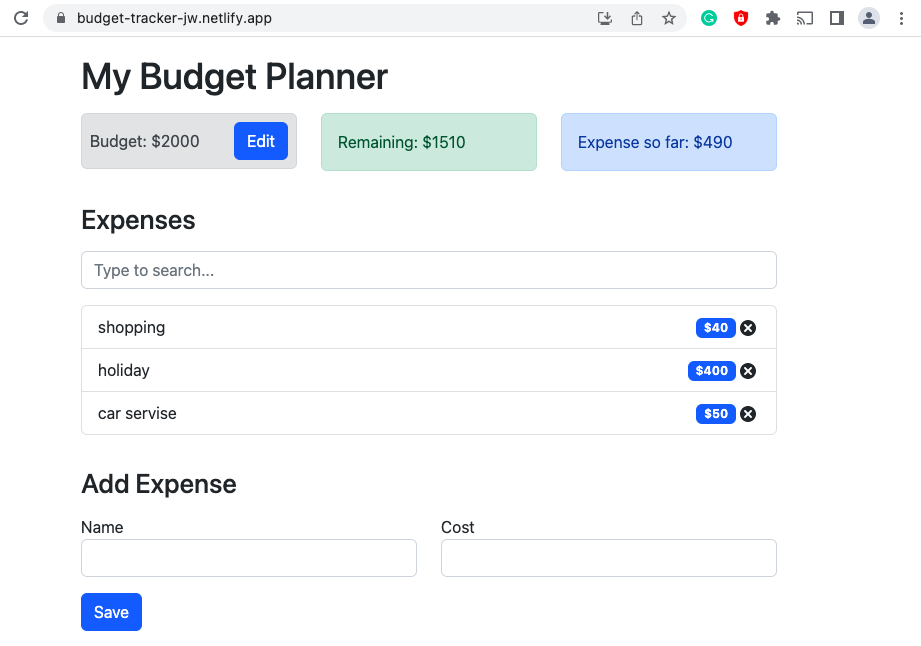 budget-tracker-jw.netlify.app
My Budget Planner
Budget: $2000 Edit Remaining: $1510 Expense so far: $490
Expenses
Type to search...
shopping $40
holiday $400
car servise $50
Add Expense
Name Cost
Save